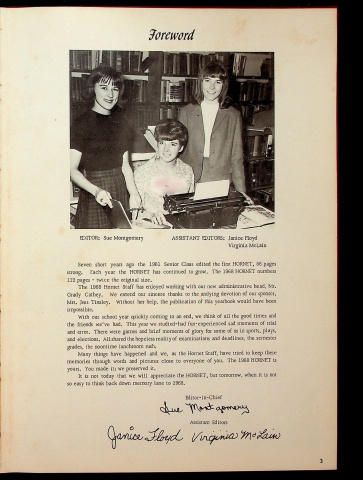 Foreword
EDITOR: Sue Montgomery ASSISTANT EDITORS: Janice Floyd
Virginia McLain
Seven short years ago the 1961 Senior Class edited the first HORNET, 56 pages
strong. Each year the HORNET has continued to grow. The 1968 HORNET numbers
112 pages - twice the original size.
The 1968 Hornet Staff has enjoyed working with our new administrative head, Mr.
Grady Cathey. We extend our sincere thanks to the undying devotion of our sponsor,
Mrs. Jean Tinsley. Without her help, the publication of this yearbook would have been
impossible.
With our school year quickly coming to an end, we think of all the good times and
the friends we've had. This year we studied-had fun-experienced sad moments of trial
and error. There were games and brief moments of glory for some of us in sports, plays,
and elections. All shared the hopeless reality of examinations and deadlines, the semester
grades, the noontime lunchroom rush.
Many things have happened and we, as the Hornet Staff, have tried to keep these
memories through words and pictures close to everyone of you. The 1968 HORNET is
yours. You made it; we preserved it.
It is not today that we will appreciate the HORNET, but tomorrow, when it is not
so easy to think back down memory lane to 1968.
Editor-in-Chief
Sue Montgomery
Assistant Editors
Janice Floyd Virginia McLain
3